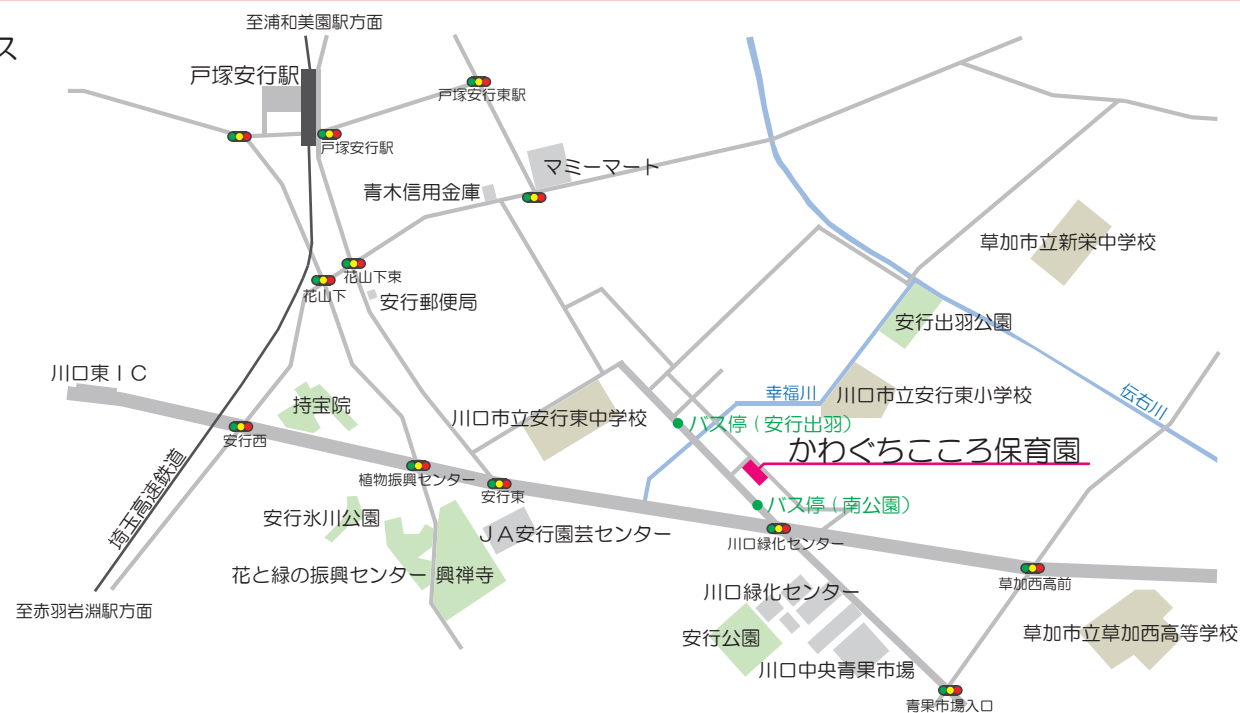 至浦和美園駅方面
ス
戸塚安行駅
戸塚安行東駅
戸塚安行駅
マミーマート
青木信用金庫
草加市立新栄中学校
花山下東
花山下
安行郵便局
安行出羽公園
川口東IC
持宝院
川口市立安行東中学校
幸福川
川口市立安行東小学校
伝右川
バス停(安行出羽)
安行西
かわぐちこころ保育園
植物振興センター
安行東
埼玉高速鉄道
バス停(南公園)
安行氷川公園
JA安行園芸センター
川口緑化センター
花と緑の振興センター
興禅寺
草加西高前
川口緑化センター
至赤羽岩淵駅方面
安行公園
草加市立草加西高等学校
川口中央青果市場
青果市場入口